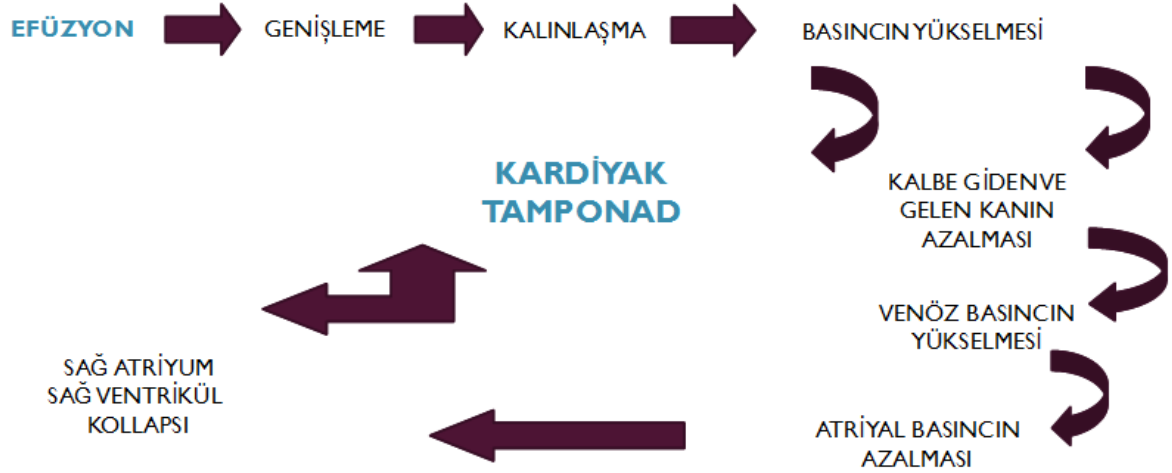 EFÜZYON
GENİŞLEME
KALINLAŞMA
BASINCIN YÜKSELMESİ
KARDİYAK
TAMPONAD
KALBE GİDENVE
GELEN KANIN
AZALMASI
VENÖZ BASINCIN
YÜKSELMESİ
ATRİYAL BASINCIN
AZALMASI
SAĞ ATRİYUM
SAĞ VENTRİKÜL
KOLLAPSI